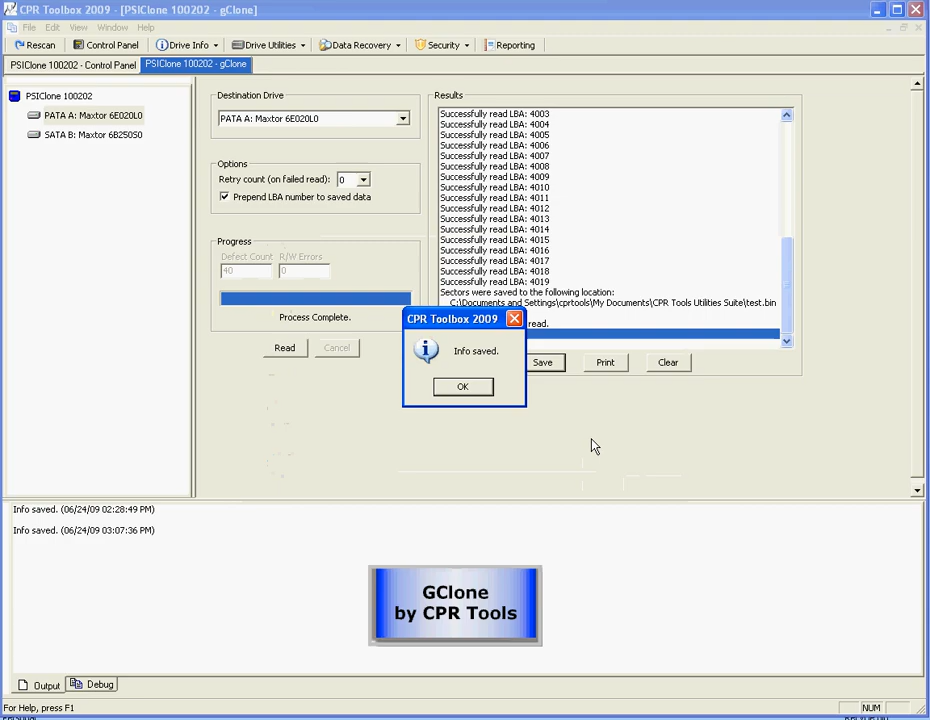 CPR Toolbox 2009 - [PSIClone 100202 - gClone]
File Edit View Window Help
Rescan Control Panel Drive Info Drive Utilities Data Recovery Security Reporting
PSIClone 100202 - Control Panel PSIClone 100202 - gClone
PSIClone 100202
PATA A: Maxtor 6E020L0
SATA B: Maxtor 6B250S0
Destination Drive
PATA A: Maxtor 6E020L0
Options
Retry count (on failed read): 0
Prepend LBA number to saved data
Progress
Defect Count R/W Errors
40 0
Process Complete.
Read Cancel
Results
Successfully read LBA: 4003
Successfully read LBA: 4004
Successfully read LBA: 4005
Successfully read LBA: 4006
Successfully read LBA: 4007
Successfully read LBA: 4008
Successfully read LBA: 4009
Successfully read LBA: 4010
Successfully read LBA: 4011
Successfully read LBA: 4012
Successfully read LBA: 4013
Successfully read LBA: 4014
Successfully read LBA: 4015
Successfully read LBA: 4016
Successfully read LBA: 4017
Successfully read LBA: 4018
Successfully read LBA: 4019
Sectors were saved to the following location:
C:\Documents and Settings\cprtools\My Documents\CPR Tools Utilities Suite\test.bin
read.
Save Print Clear
CPR Toolbox 2009
Info saved.
OK
Info saved. (06/24/09 02:28:49 PM)
Info saved. (06/24/09 03:07:36 PM)
GClone
by CPR Tools
Output Debug
For Help, press F1
NUM